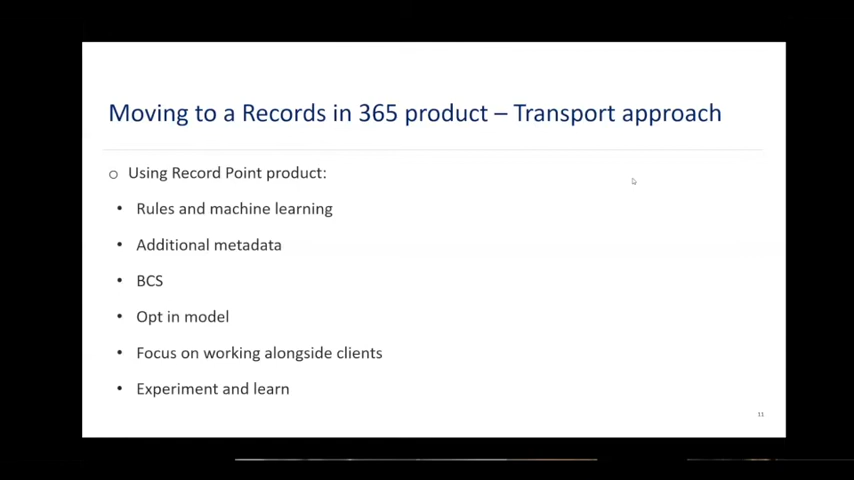 Moving to a Records in 365 product – Transport approach
o Using Record Point product:
• Rules and machine learning
• Additional metadata
• BCS
• Opt in model
• Focus on working alongside clients
• Experiment and learn
11